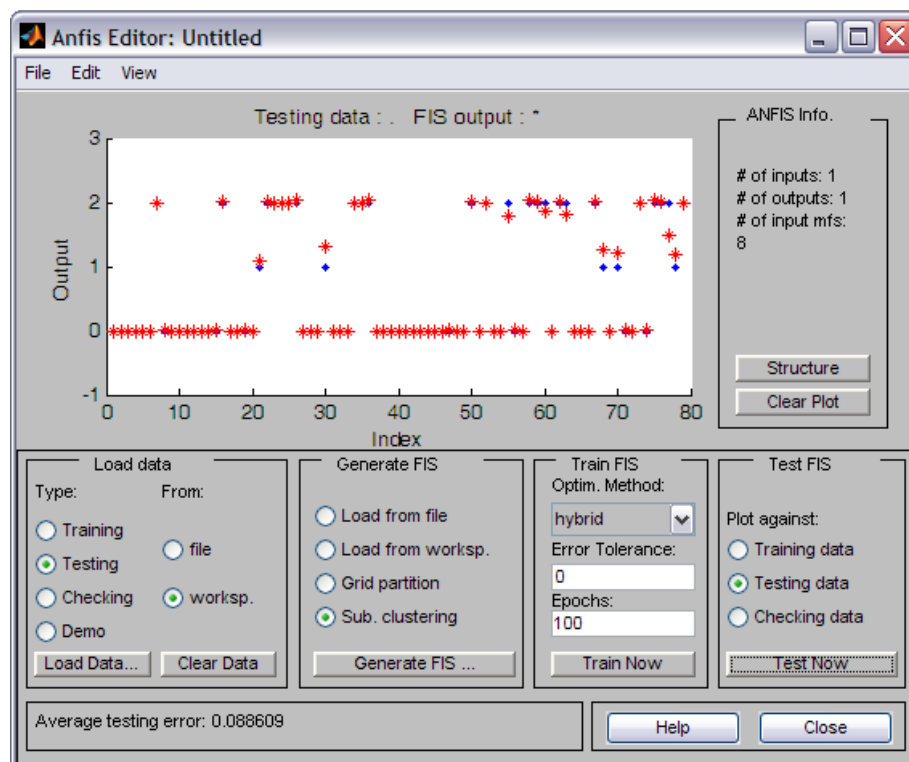 Anfis Editor: Untitled
File Edit View
Testing data : . FIS output : *
3
2
1
0
-1
Output
0 10 20 30 40 50 60 70 80
Index
ANFIS Info.
# of inputs: 1
# of outputs: 1
# of input mfs:
8
Structure
Clear Plot
Load data
Type: From:
Training
Testing
Checking
Demo
file
worksp.
Load Data... Clear Data
Generate FIS
Load from file
Load from worksp.
Grid partition
Sub. clustering
Generate FIS ...
Train FIS
Optim. Method:
hybrid
Error Tolerance:
0
Epochs:
100
Train Now
Test FIS
Plot against:
Training data
Testing data
Checking data
Test Now
Average testing error: 0.088609
Help Close